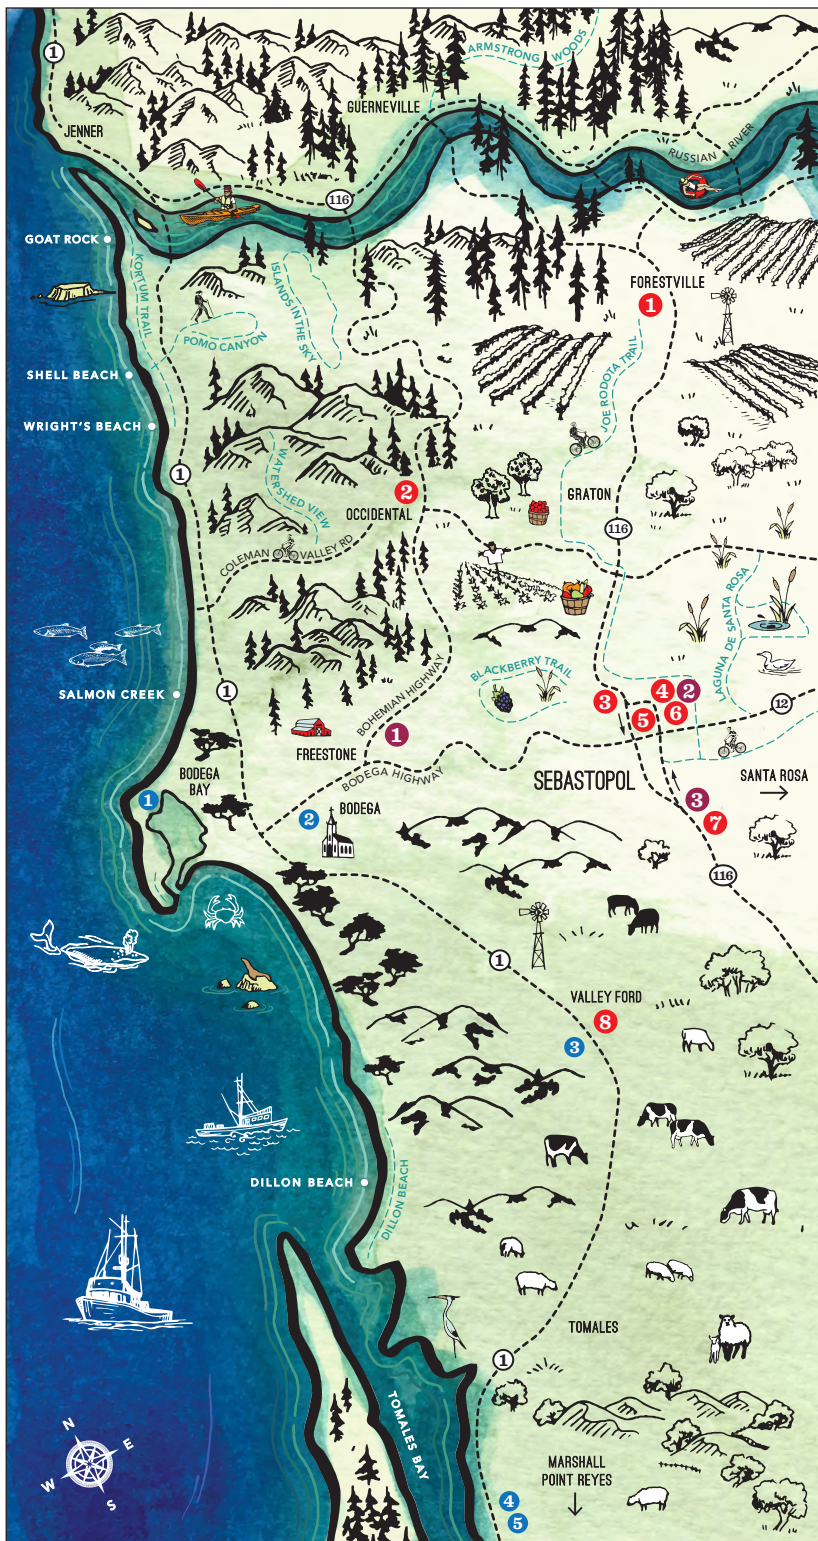 1
ARMSTRONG WOODS
GUERNEVILLE
JENNER
RUSSIAN RIVER
116
GOAT ROCK
KORTUM TRAIL
ISLANDS IN THE SKY
FORESTVILLE
1
POMO CANYON
JOE RODOTA TRAIL
SHELL BEACH
WRIGHT'S BEACH
1
WATERSHED VIEW
2
OCCIDENTAL
GRATON
116
COLEMAN VALLEY RD
LAGUNA DE SANTA ROSA
BLACKBERRY TRAIL
SALMON CREEK
1
BOHEMIAN HIGHWAY
3
4
2
5
6
12
1
FREESTONE
BODEGA HIGHWAY
BODEGA
BAY
SEBASTOPOL
SANTA ROSA
1
2
BODEGA
3
7
116
1
VALLEY FORD
8
3
DILLON BEACH
DILLON BEACH
TOMALES
1
TOMALES BAY
N
E
W
S
MARSHALL
POINT REYES
4
5